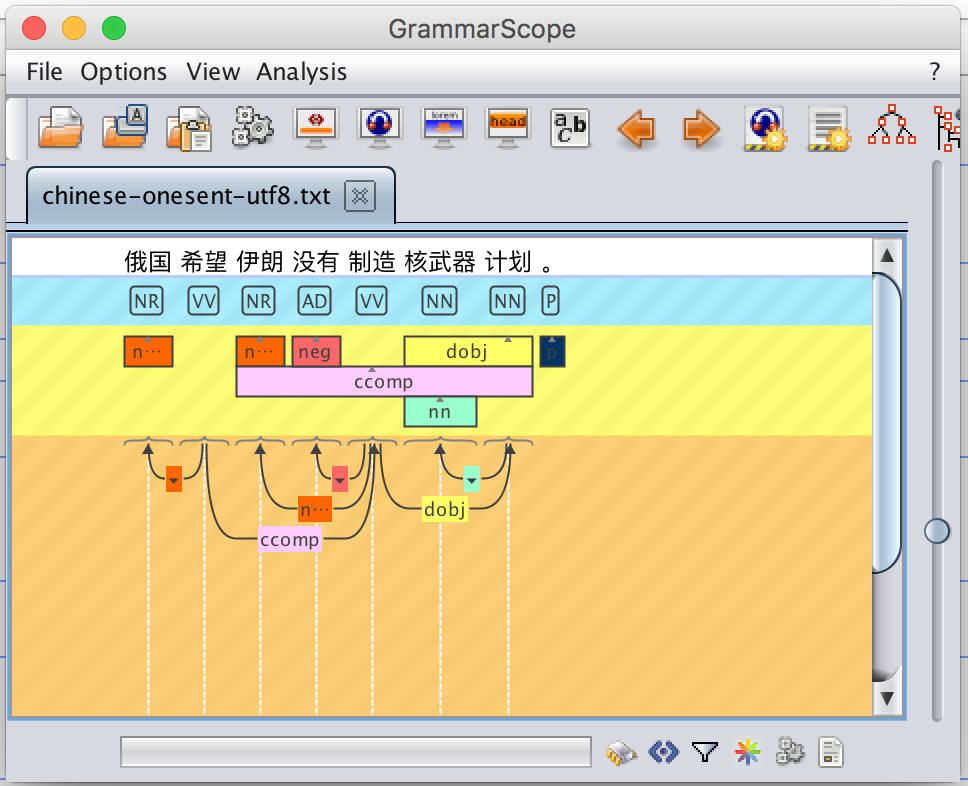 GrammarScope
File Options View Analysis ?
lorem head a b C
chinese-onesent-utf8.txt
俄国 希望 伊朗 没有 制造 核武器 计划 。
NR VV NR AD VV NN NN P
n… n… neg dobj p
ccomp
nn
n… dobj
ccomp